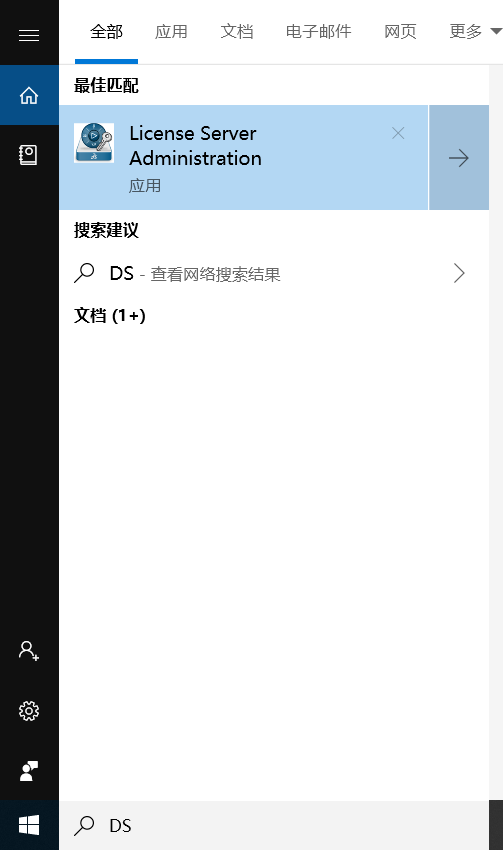 全部 应用 文档 电子邮件 网页 更多
最佳匹配
License Server
Administration
应用
搜索建议
DS - 查看网络搜索结果
文档 (1+)
DS